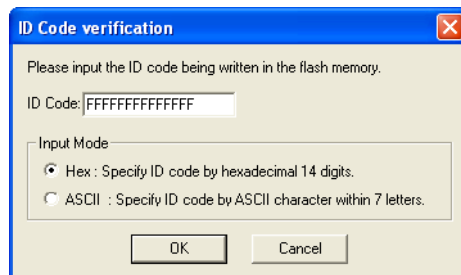 ID Code verification
Please input the ID code being written in the flash memory.
ID Code: FFFFFFFFFFFFFF
Input Mode
Hex : Specify ID code by hexadecimal 14 digits.
ASCII : Specify ID code by ASCII character within 7 letters.
OK Cancel